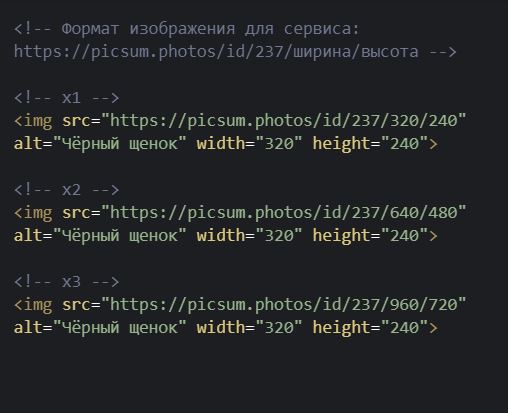 <!-- Формат изображения для сервиса:
https://picsum.photos/id/237/ширина/высота -->
<!-- x1 -->
<img src="https://picsum.photos/id/237/320/240"
alt="Чёрный щенок" width="320" height="240">
<!-- x2 -->
<img src="https://picsum.photos/id/237/640/480"
alt="Чёрный щенок" width="320" height="240">
<!-- x3 -->
<img src="https://picsum.photos/id/237/960/720"
alt="Чёрный щенок" width="320" height="240">